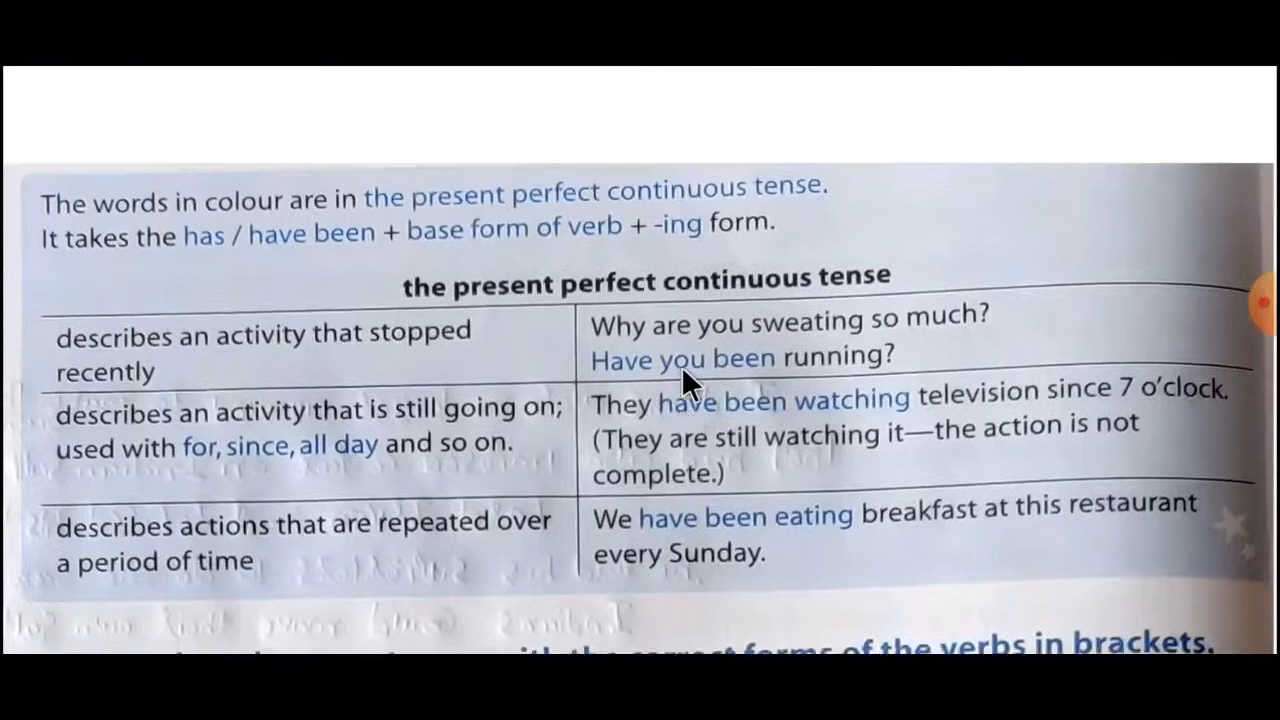 The words in colour are in the present perfect continuous tense.
It takes the has / have been + base form of verb + -ing form.
the present perfect continuous tense
describes an activity that stopped
recently
Why are you sweating so much?
Have you been running?
describes an activity that is still going on;
used with for, since, all day and so on.
They have been watching television since 7 o'clock.
(They are still watching it—the action is not
complete.)
describes actions that are repeated over
a period of time
We have been eating breakfast at this restaurant
every Sunday.
with the correct forms of the verbs in brackets.